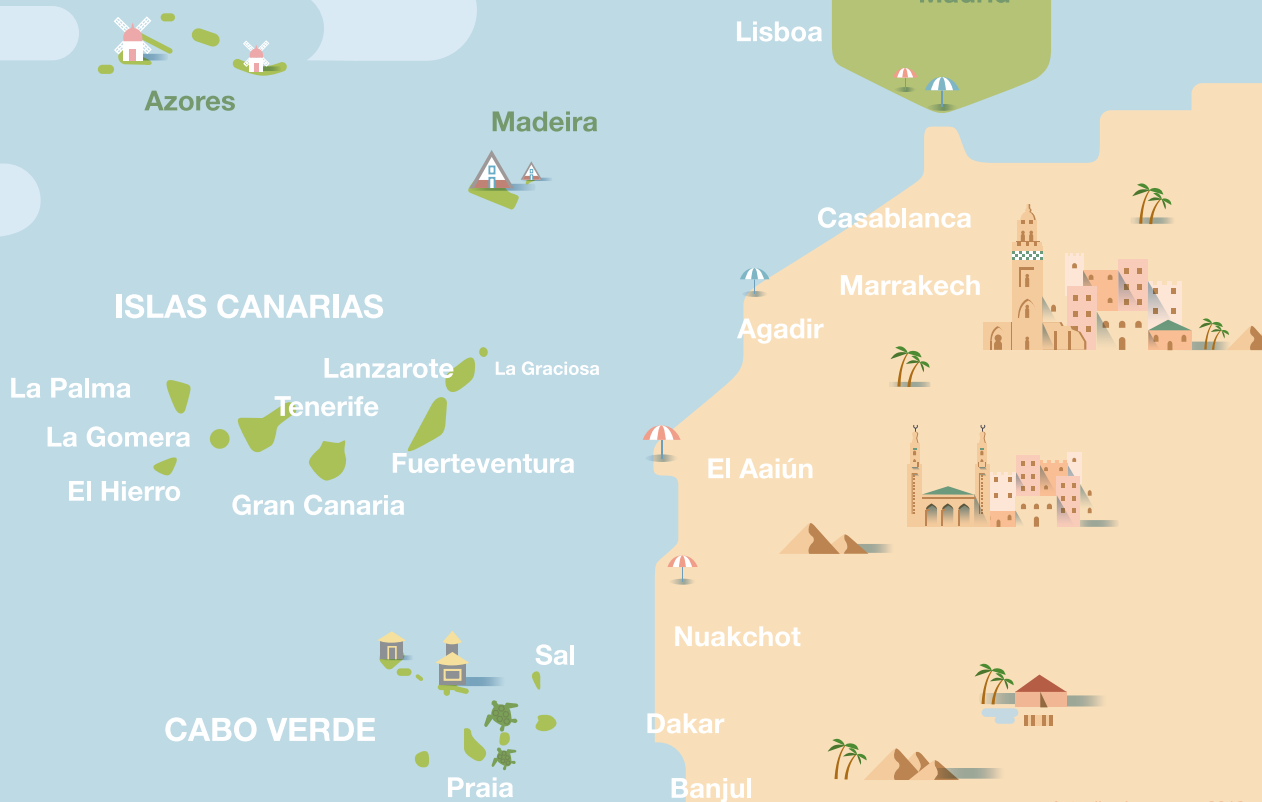 Madrid
Lisboa
Azores
Madeira
Casablanca
Marrakech
ISLAS CANARIAS
Agadir
Lanzarote
La Graciosa
La Palma
Tenerife
La Gomera
Fuerteventura
El Aaiún
El Hierro
Gran Canaria
Nuakchot
Sal
Dakar
CABO VERDE
Praia
Banjul